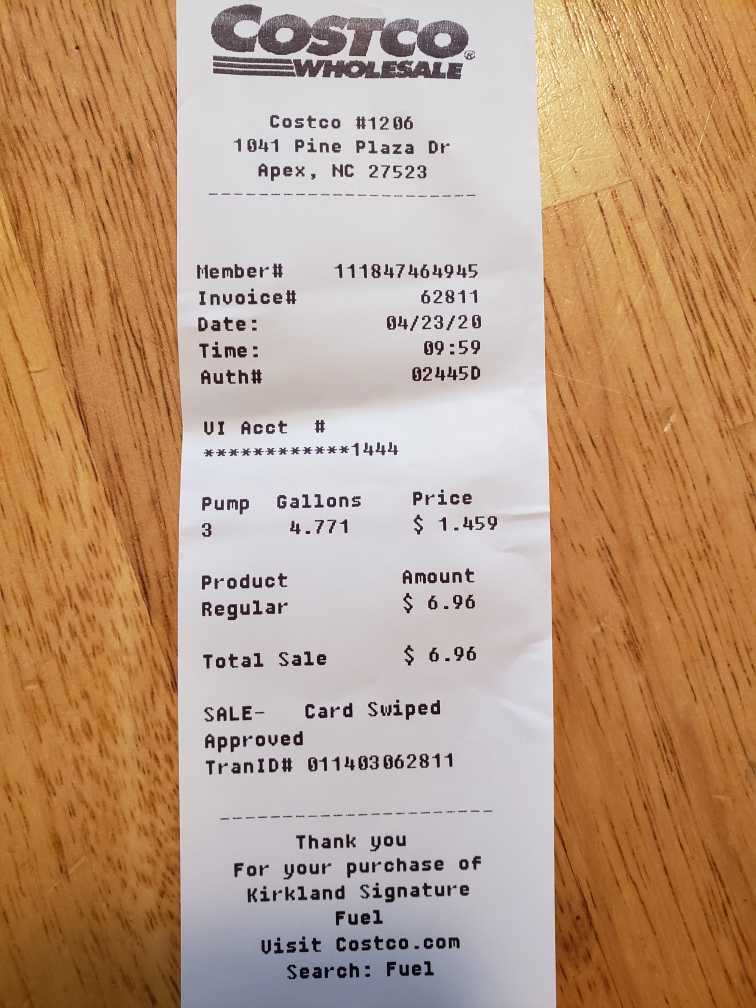 COSTCO®
WHOLESALE
Costco #1206
1041 Pine Plaza Dr
Apex, NC 27523
----------------------
Member# 111847464945
Invoice# 62811
Date: 04/23/20
Time: 09:59
Auth# 02445D
VI Acct #
************1444
Pump Gallons Price
3 4.771 $ 1.459
Product Amount
Regular $ 6.96
Total Sale $ 6.96
SALE- Card Swiped
Approved
TranID# 011403062811
----------------------
Thank you
For your purchase of
Kirkland Signature
Fuel
Visit Costco.com
Search: Fuel